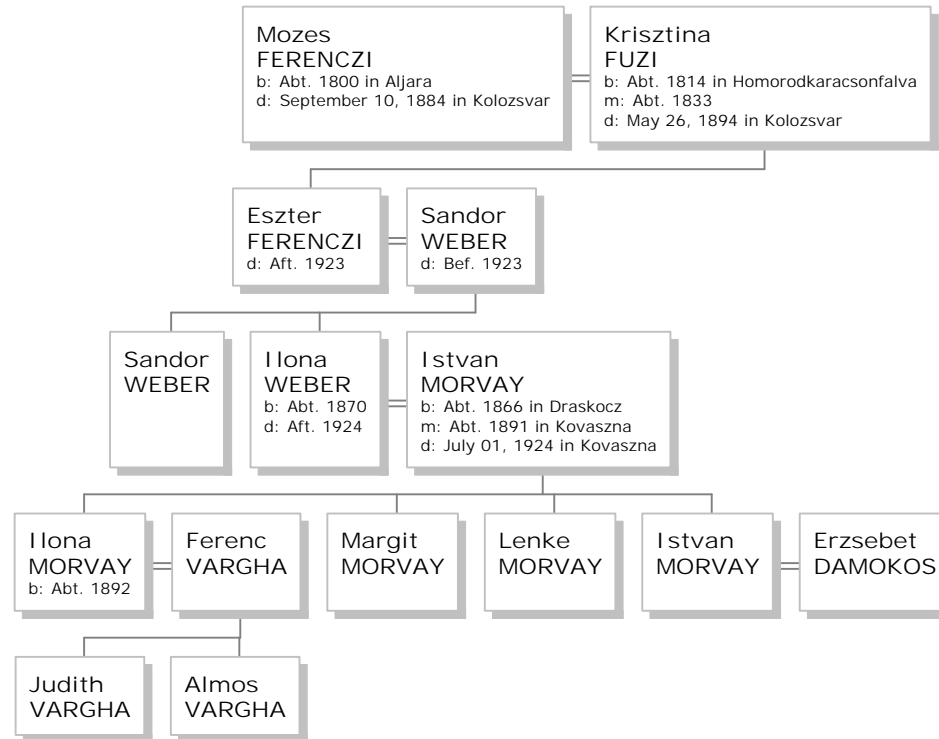 Mozes
FERENCZI
b: Abt. 1800 in Aljara
d: September 10, 1884 in Kolozsvar
Krisztina
FUZI
b: Abt. 1814 in Homorodkaracsonfalva
m: Abt. 1833
d: May 26, 1894 in Kolozsvar
Eszter
FERENCZI
d: Aft. 1923
Sandor
WEBER
d: Bef. 1923
Sandor
WEBER
Ilona
WEBER
b: Abt. 1870
d: Aft. 1924
Istvan
MORVAY
b: Abt. 1866 in Draskocz
m: Abt. 1891 in Kovaszna
d: July 01, 1924 in Kovaszna
Ilona
MORVAY
b: Abt. 1892
Ferenc
VARGHA
Margit
MORVAY
Lenke
MORVAY
Istvan
MORVAY
Erzsebet
DAMOKOS
Judith
VARGHA
Almos
VARGHA